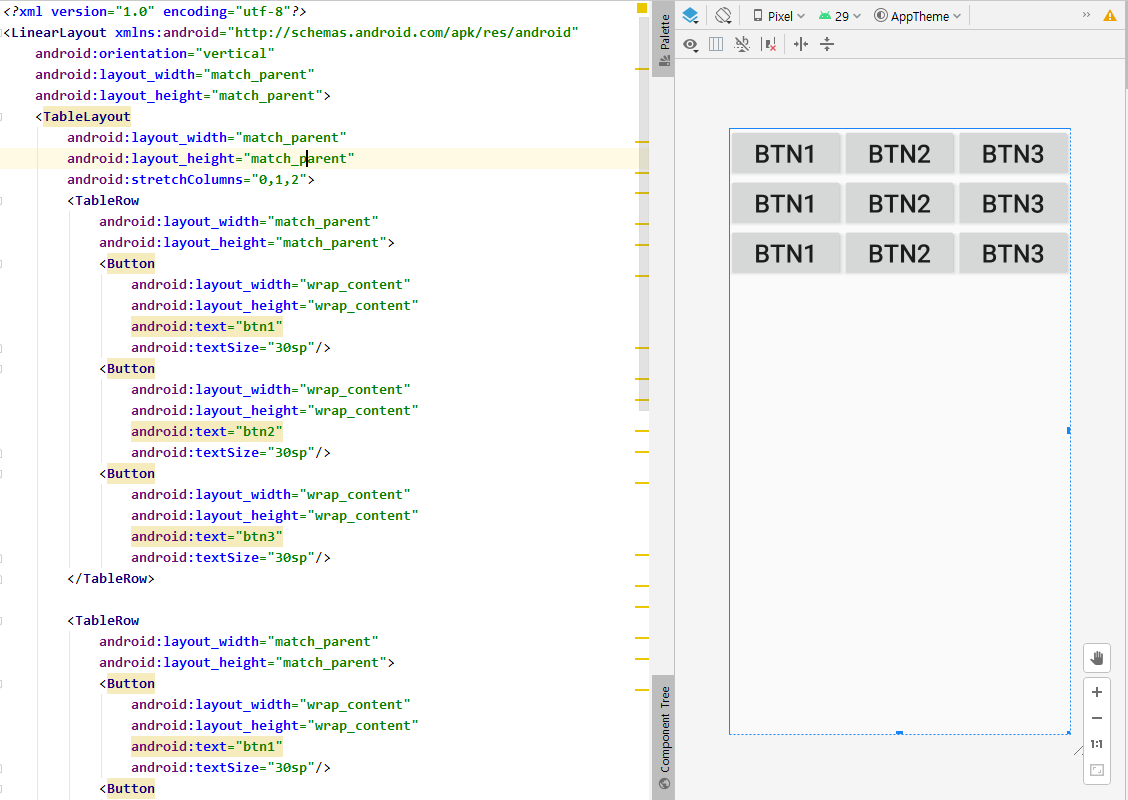 <?xml version="1.0" encoding="utf-8"?>
<LinearLayout xmlns:android="http://schemas.android.com/apk/res/android"
    android:orientation="vertical"
    android:layout_width="match_parent"
    android:layout_height="match_parent">
    <TableLayout
        android:layout_width="match_parent"
        android:layout_height="match_parent"
        android:stretchColumns="0,1,2">
        <TableRow
            android:layout_width="match_parent"
            android:layout_height="match_parent">
            <Button
                android:layout_width="wrap_content"
                android:layout_height="wrap_content"
                android:text="btn1"
                android:textSize="30sp"/>
            <Button
                android:layout_width="wrap_content"
                android:layout_height="wrap_content"
                android:text="btn2"
                android:textSize="30sp"/>
            <Button
                android:layout_width="wrap_content"
                android:layout_height="wrap_content"
                android:text="btn3"
                android:textSize="30sp"/>
        </TableRow>
        <TableRow
            android:layout_width="match_parent"
            android:layout_height="match_parent">
            <Button
                android:layout_width="wrap_content"
                android:layout_height="wrap_content"
                android:text="btn1"
                android:textSize="30sp"/>
            <Button
Palette
Component Tree
Pixel 29 AppTheme
BTN1 BTN2 BTN3
BTN1 BTN2 BTN3
BTN1 BTN2 BTN3
1:1